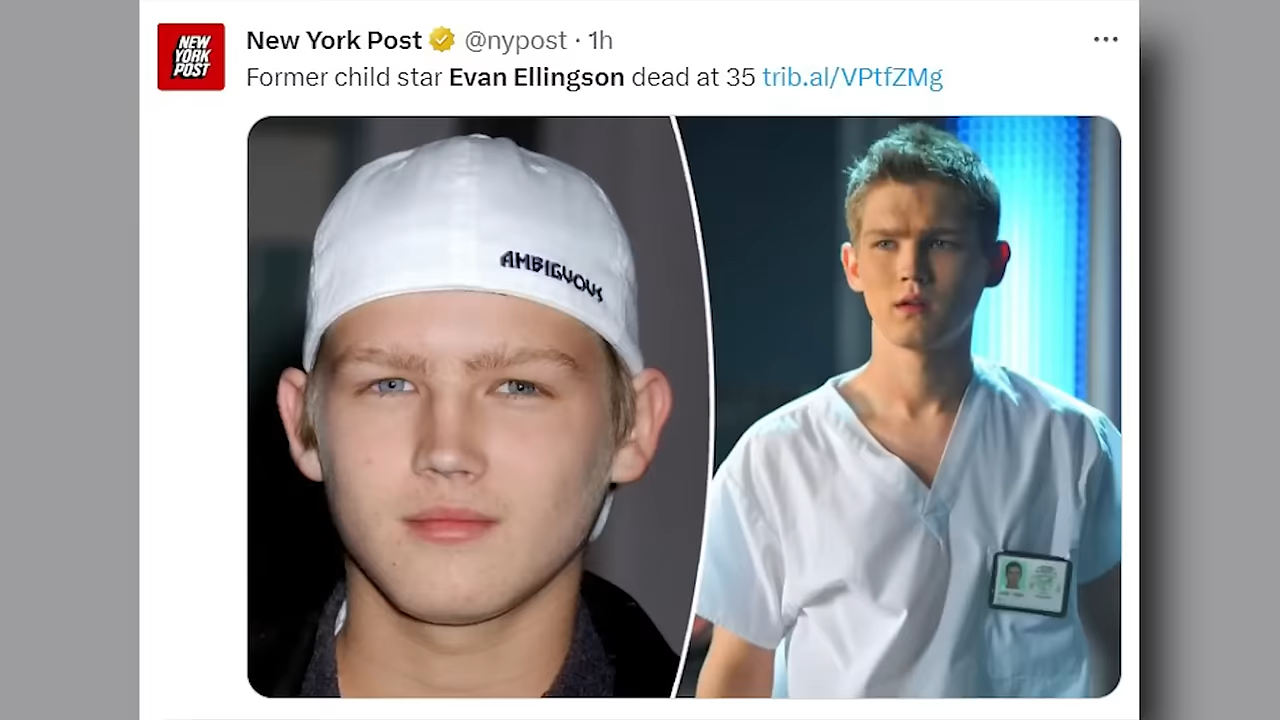 NEW
YORK
POST
New York Post @nypost · 1h
Former child star Evan Ellingson dead at 35 trib.al/VPtfZMg
AMBIGUOUS